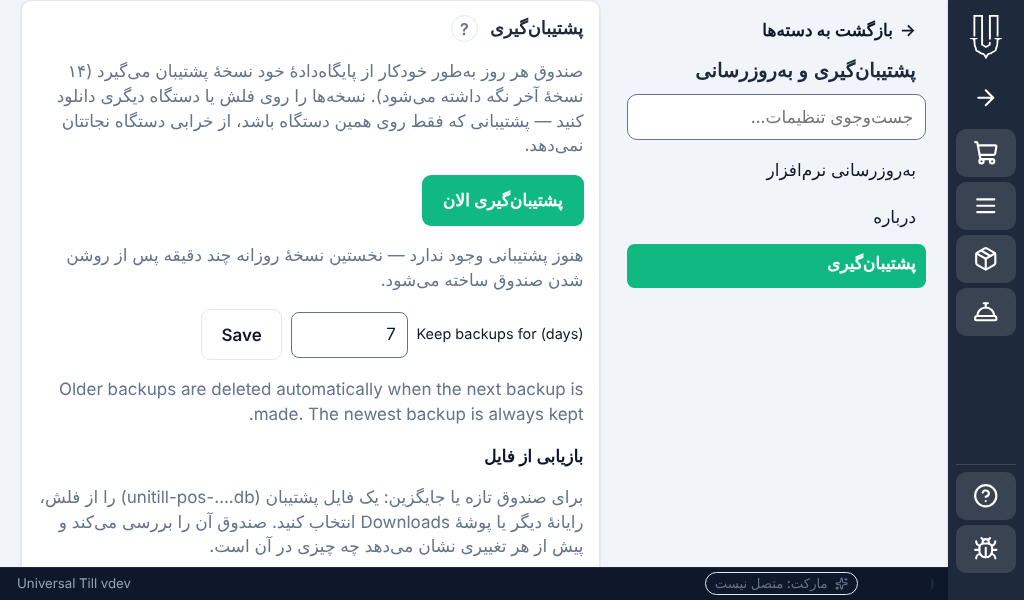 بازگشت به دسته‌ها
پشتیبان‌گیری و به‌روزرسانی
جست‌وجوی تنظیمات...
به‌روزرسانی نرم‌افزار
درباره
پشتیبان‌گیری
پشتیبان‌گیری ?
صندوق هر روز به‌طور خودکار از پایگاه‌دادهٔ خود نسخهٔ پشتیبان می‌گیرد (۱۴
نسخهٔ آخر نگه داشته می‌شود). نسخه‌ها را روی فلش یا دستگاه دیگری دانلود
کنید — پشتیبانی که فقط روی همین دستگاه باشد، از خرابی دستگاه نجاتتان
نمی‌دهد.
پشتیبان‌گیری الان
هنوز پشتیبانی وجود ندارد — نخستین نسخهٔ روزانه چند دقیقه پس از روشن
شدن صندوق ساخته می‌شود.
Keep backups for (days) 7 Save
Older backups are deleted automatically when the next backup is
.made. The newest backup is always kept
بازیابی از فایل
برای صندوق تازه یا جایگزین: یک فایل پشتیبان (unitill-pos-....db) را از فلش،
رایانهٔ دیگر یا پوشهٔ Downloads انتخاب کنید. صندوق آن را بررسی می‌کند و
پیش از هر تغییری نشان می‌دهد چه چیزی در آن است.
مارکت: متصل نیست
Universal Till vdev